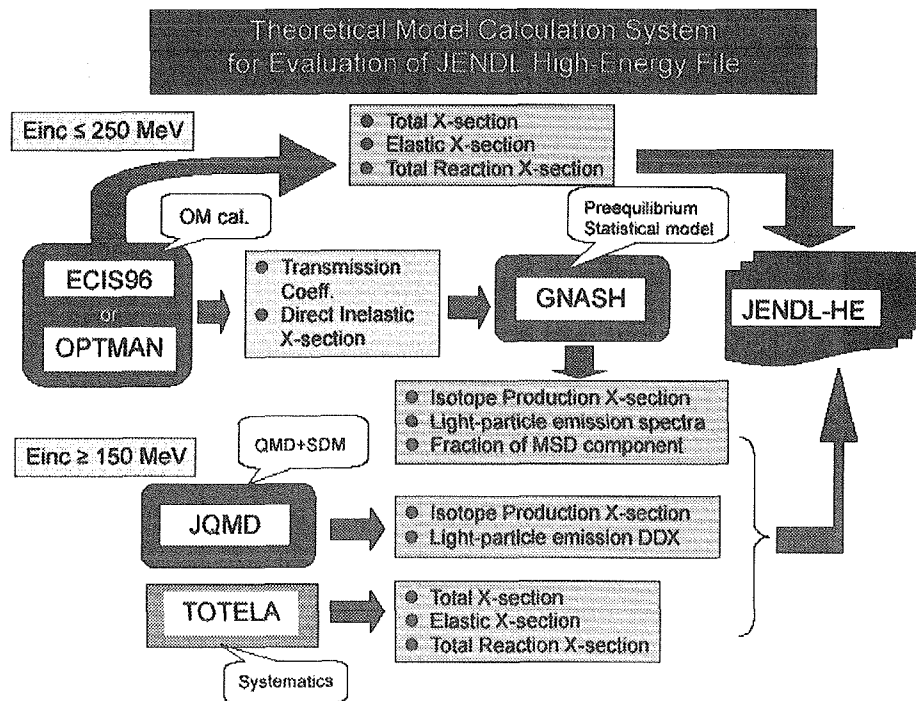 Theoretical Model Calculation System
for Evaluation of JENDL High-Energy File
Einc ≤ 250 MeV
Total X-section
Elastic X-section
Total Reaction X-section
OM cal.
ECIS96
or
OPTMAN
Transmission
Coeff.
Direct Inelastic
X-section
Preequilibrium
Statistical model
GNASH
JENDL-HE
Isotope Production X-section
Light-particle emission spectra
Fraction of MSD component
Einc ≥ 150 MeV
QMD+SDM
JQMD
Isotope Production X-section
Light-particle emission DDX
TOTELA
Total X-section
Elastic X-section
Total Reaction X-section
Systematics